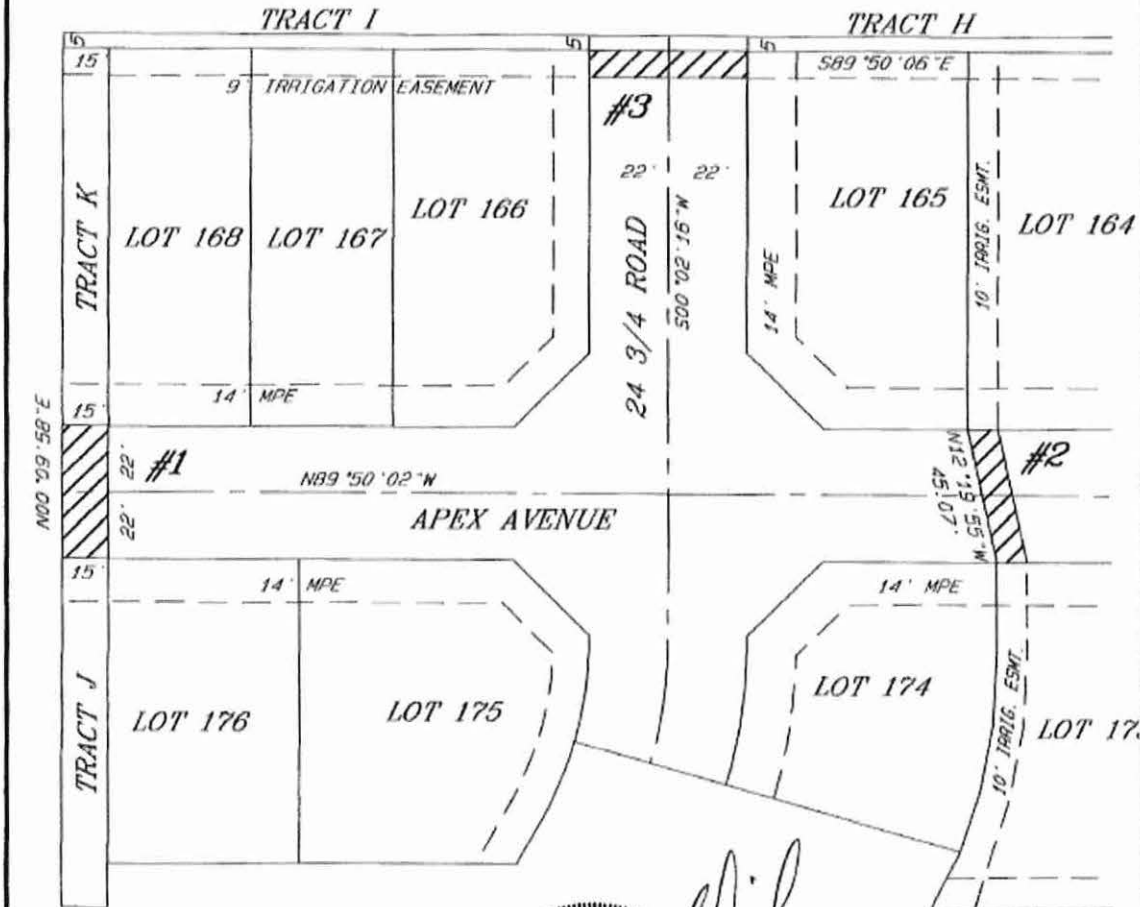 TRACT I
TRACT H
5
5
5
15'
S89°50'06"E
9' IRRIGATION EASEMENT
#3
22' 22'
TRACT K
LOT 168
LOT 167
LOT 166
24 3/4 ROAD
S00°02'16"W
14' MPE
LOT 165
10' IRRIG. ESMT.
LOT 164
14' MPE
15'
N00°09'58"E
22'
#1
22'
N89°50'02"W
APEX AVENUE
N12°19'55"W
45.07'
#2
15'
14' MPE
14' MPE
TRACT J
LOT 176
LOT 175
LOT 174
10' IRRIG. ESMT.
LOT 173